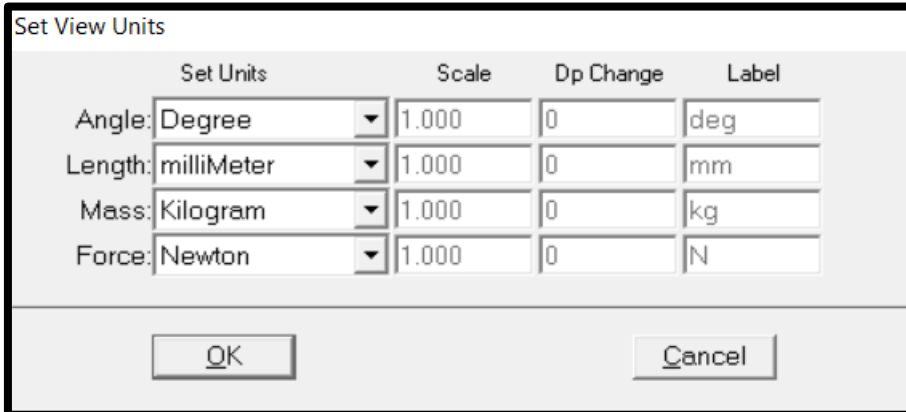 Set View Units
Set Units Scale Dp Change Label
Angle: Degree 1.000 0 deg
Length: milliMeter 1.000 0 mm
Mass: Kilogram 1.000 0 kg
Force: Newton 1.000 0 N
OK Cancel